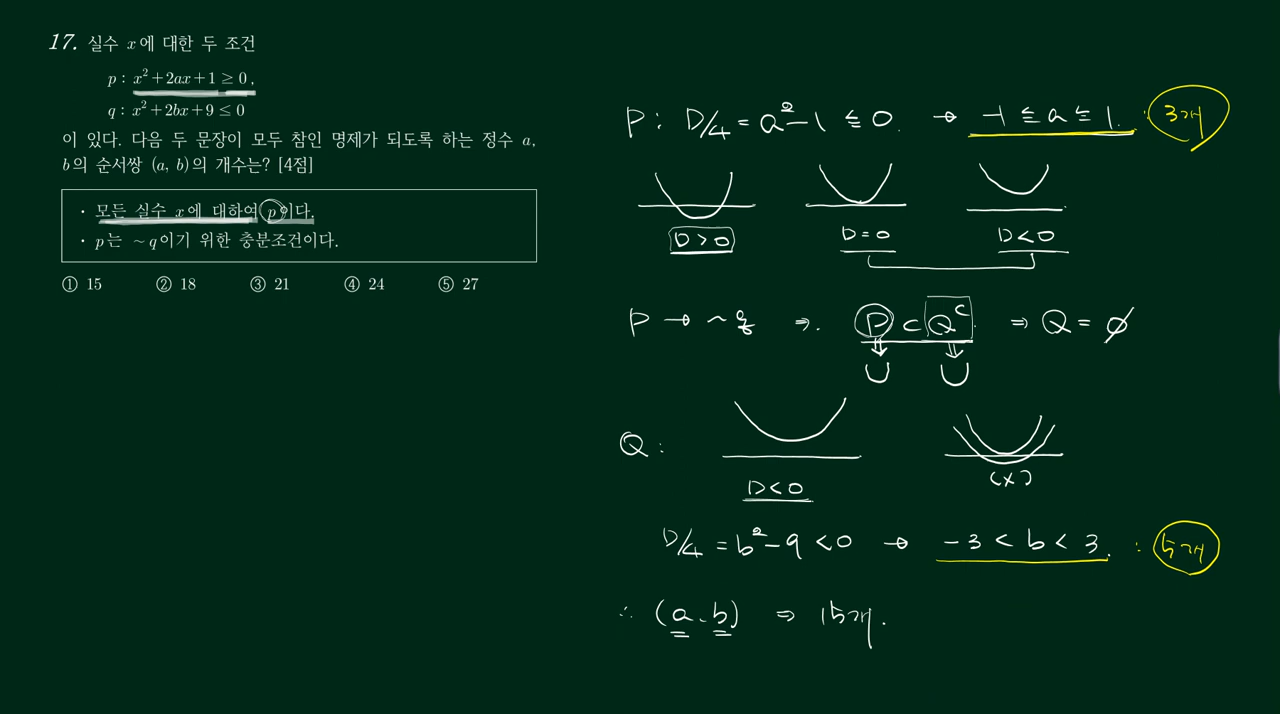 17. 실수 x에 대한 두 조건
p : x²+2ax+1 ≥ 0,
q : x²+2bx+9 ≤ 0
이 있다. 다음 두 문장이 모두 참인 명제가 되도록 하는 정수 a,
b의 순서쌍 (a, b)의 개수는? [4점]
· 모든 실수 x에 대하여 p이다.
· p는 ~q이기 위한 충분조건이다.
① 15 ② 18 ③ 21 ④ 24 ⑤ 27
P : D/4 = a²-1 ≦ 0. → -1 ≦ a ≦ 1. : 3개
D>0 D=0 D<0
P → ~q ⇒. P ⊂ Qᶜ. ⇒ Q = ∅
⇓ ⇓
U U
Q :
D<0 (×)
D/4 = b²-9 < 0 → -3 < b < 3. : 5개
∴ (a, b) ⇒ 15개.